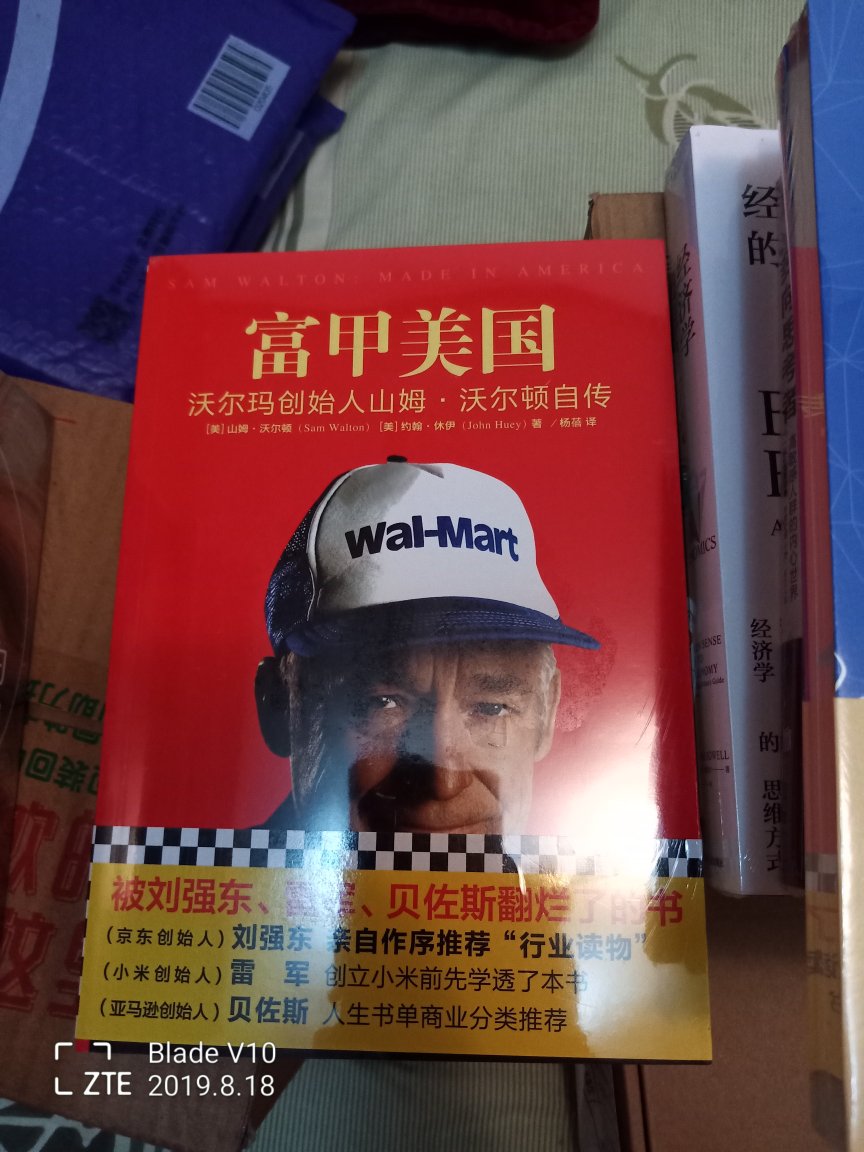 SAM WALTON: MADE IN AMERICA
富甲美国
沃尔玛创始人山姆·沃尔顿自传
[美]山姆·沃尔顿（Sam Walton） [美]约翰·休伊（John Huey）著 ／杨蓓 译
Wal-Mart
被刘强东、雷军、贝佐斯翻烂了的书
（京东创始人）刘强东 亲自作序推荐“行业读物”
（小米创始人）雷 军 创立小米前先学透了本书
（亚马逊创始人）贝佐斯 人生书单商业分类推荐
经济学
经
的
经济学
的
思维方式
Blade V10
ZTE 2019.8.18